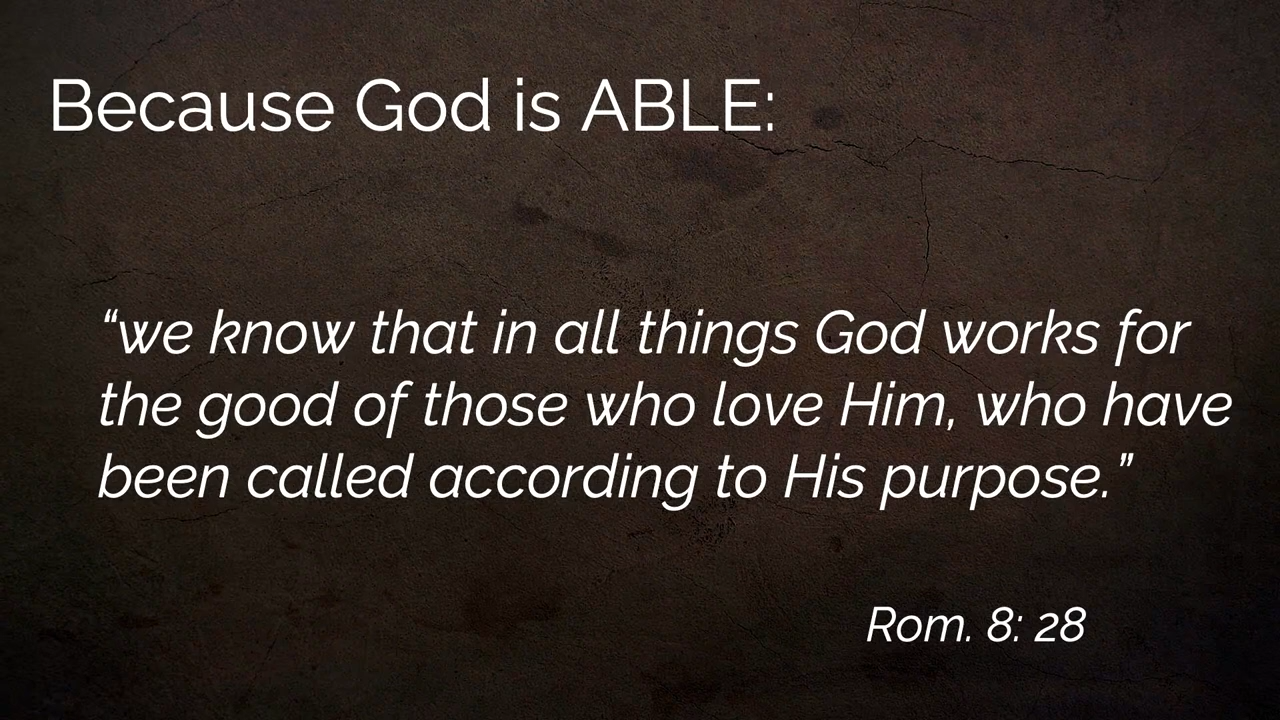 Because God is ABLE:
“we know that in all things God works for
the good of those who love Him, who have
been called according to His purpose.”
Rom. 8: 28